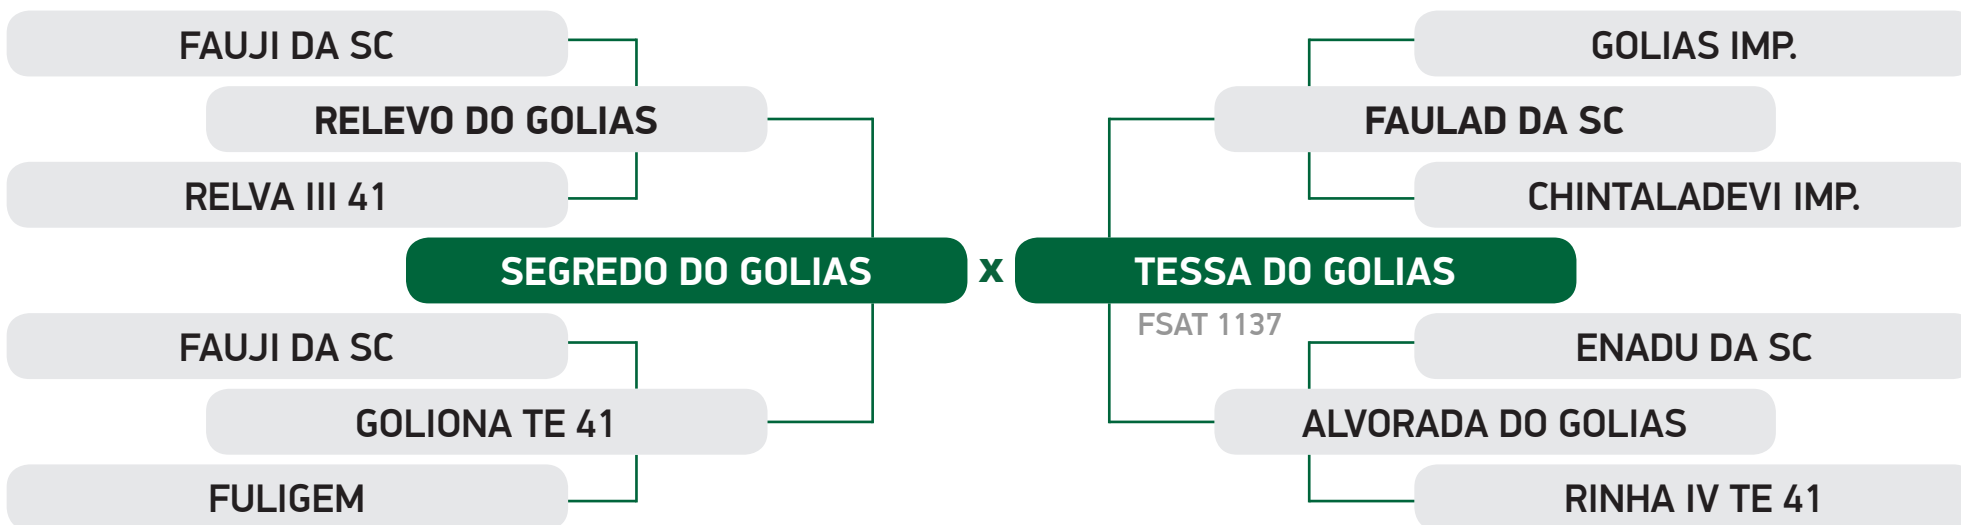 FAUJI DA SC
GOLIAS IMP.
RELEVO DO GOLIAS
FAULAD DA SC
RELVA III 41
CHINTALADEVI IMP.
SEGREDO DO GOLIAS x TESSA DO GOLIAS
FSAT 1137
FAUJI DA SC
ENADU DA SC
GOLIONA TE 41
ALVORADA DO GOLIAS
FULIGEM
RINHA IV TE 41